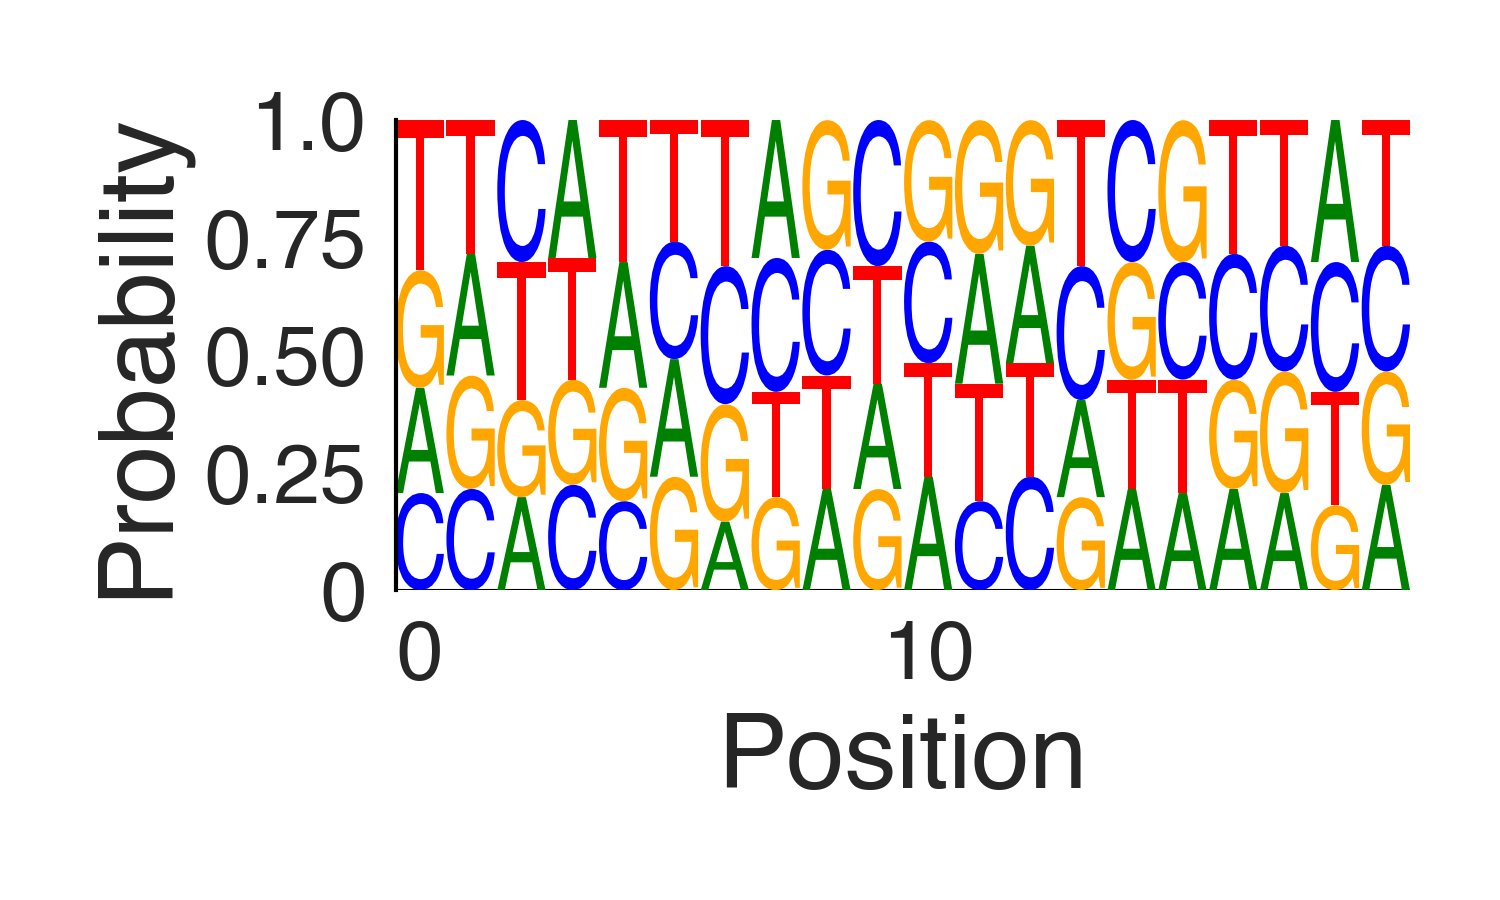 Probability
1.0
0.75
0.50
0.25
0
TTCATTTAGCGGGTCGTTAT
GATTACCCCTCAACGCCCCC
AGGGGAGTTATTTATTGGTG
CCACCGAGAGACCGAAAAGA
0 10
Position